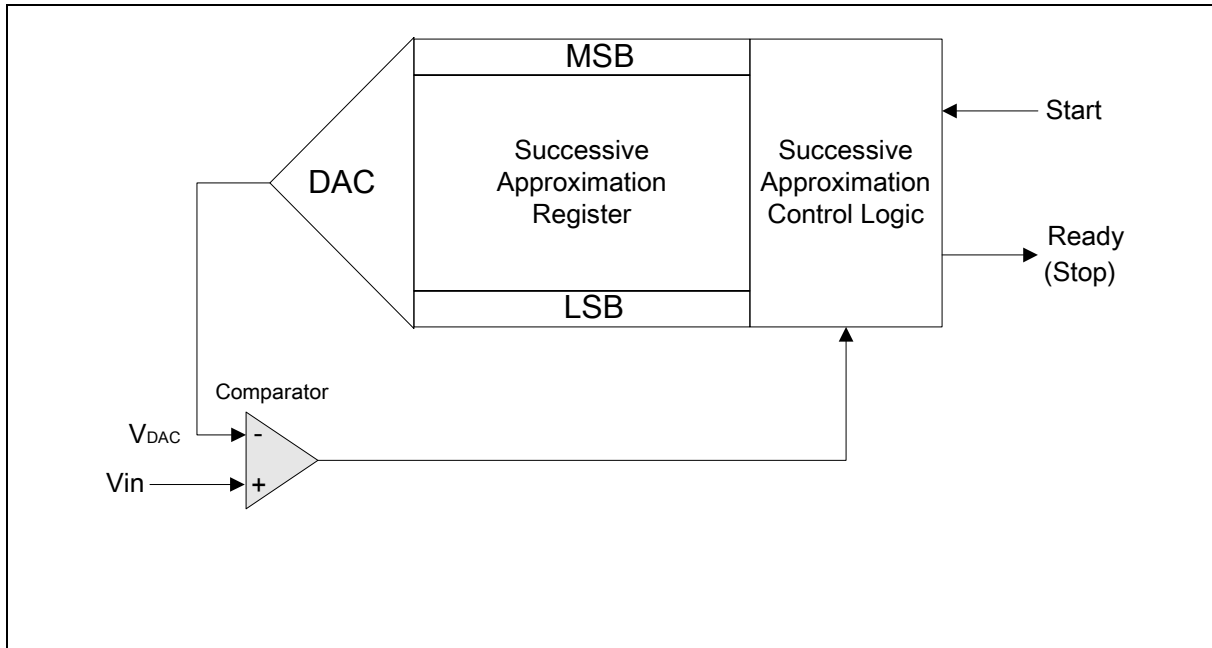 MSB
Start
Successive
Approximation
Register
Successive
Approximation
Control Logic
DAC
Ready
(Stop)
LSB
Comparator
VDAC
-
Vin
+